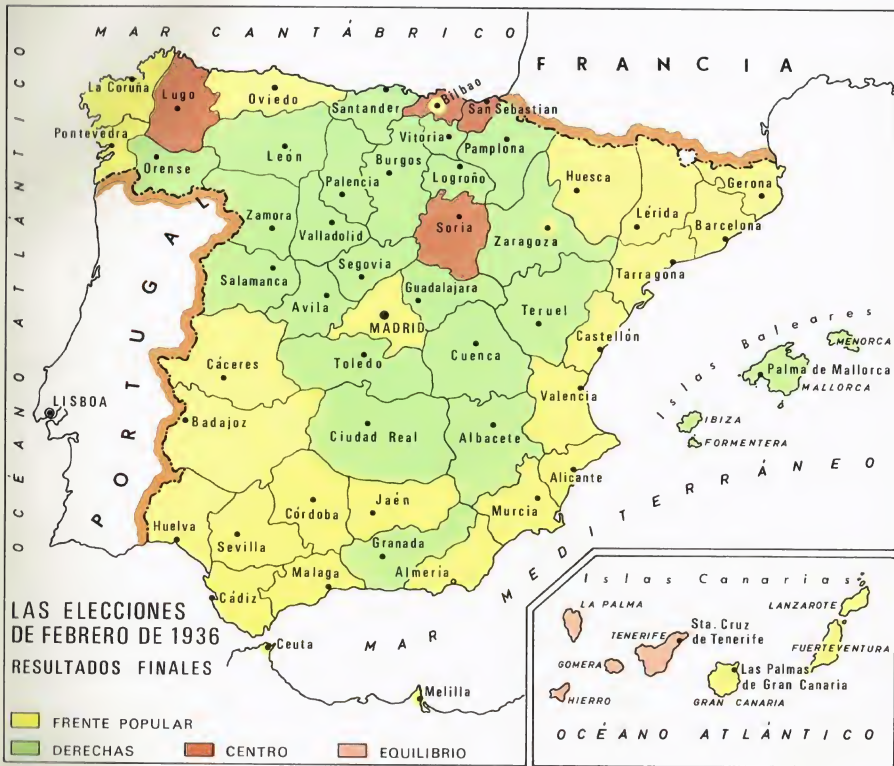 MAR CANTÁBRICO
OCÉANO ATLÁNTICO
FRANCIA
La Coruña
Lugo
Oviedo
Santander
Bilbao
San Sebastian
Pontevedra
Orense
León
Palencia
Burgos
Vitoria
Pamplona
Logroño
Huesca
Lérida
Gerona
Barcelona
Zamora
Valladolid
Soria
Zaragoza
Tarragona
Salamanca
Segovia
Avila
Guadalajara
MADRID
Teruel
Castellón
PORTUGAL
LISBOA
Cáceres
Toledo
Cuenca
Valencia
Islas Baleares
MENORCA
Palma de Mallorca
MALLORCA
IBIZA
FORMENTERA
Badajoz
Ciudad Real
Albacete
Alicante
Huelva
Sevilla
Córdoba
Jaén
Murcia
Granada
Almeria
Malaga
Cádiz
Ceuta
Melilla
MAR MEDITERRÁNEO
LAS ELECCIONES
DE FEBRERO DE 1936
RESULTADOS FINALES
FRENTE POPULAR
DERECHAS
CENTRO
EQUILIBRIO
Islas Canarias
LA PALMA
TENERIFE
Sta. Cruz
de Tenerife
GOMERA
HIERRO
LANZAROTE
FUERTEVENTURA
Las Palmas
de Gran Canaria
GRAN CANARIA
OCÉANO ATLÁNTICO